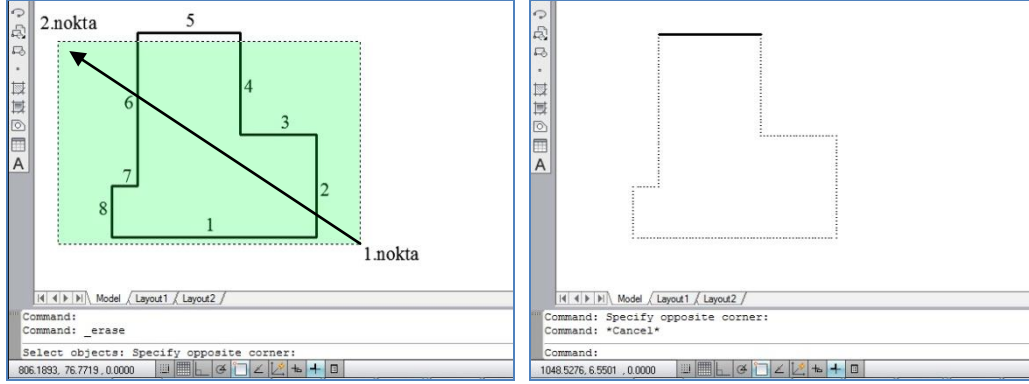 2.nokta
5
4
6
3
7
2
8
1
1.nokta
A
Model Layout1 Layout2
Command:
Command: _erase
Select objects: Specify opposite corner:
806.1893, 76.7719 , 0.0000
A
Model Layout1 Layout2
Command: Specify opposite corner:
Command: *Cancel*
Command:
1048.5276, 6.5501 , 0.0000